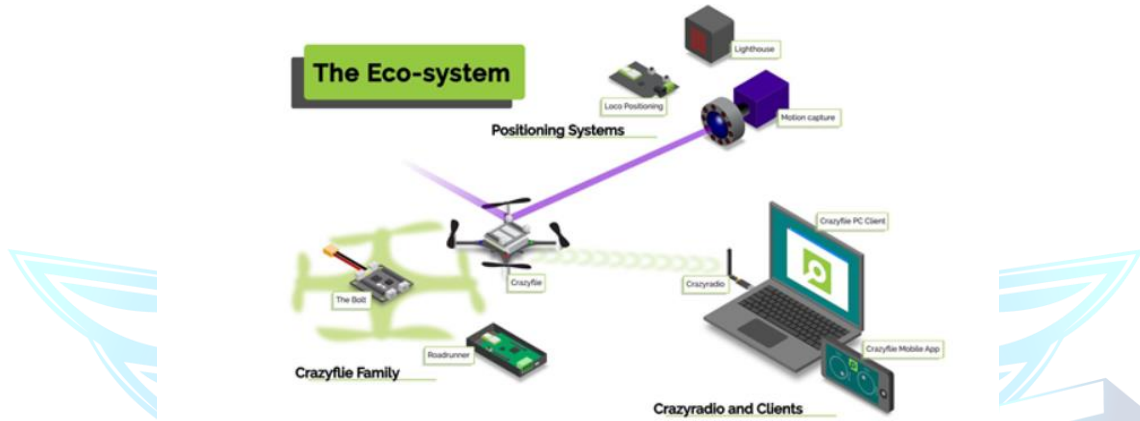 The Eco-system
Lighthouse
Loco Positioning
Motion capture
Positioning Systems
Crazyflie PC Client
Crazyflie
Crazyradio
The Bolt
Roadrunner
Crazyflie Mobile App
Crazyflie Family
Crazyradio and Clients